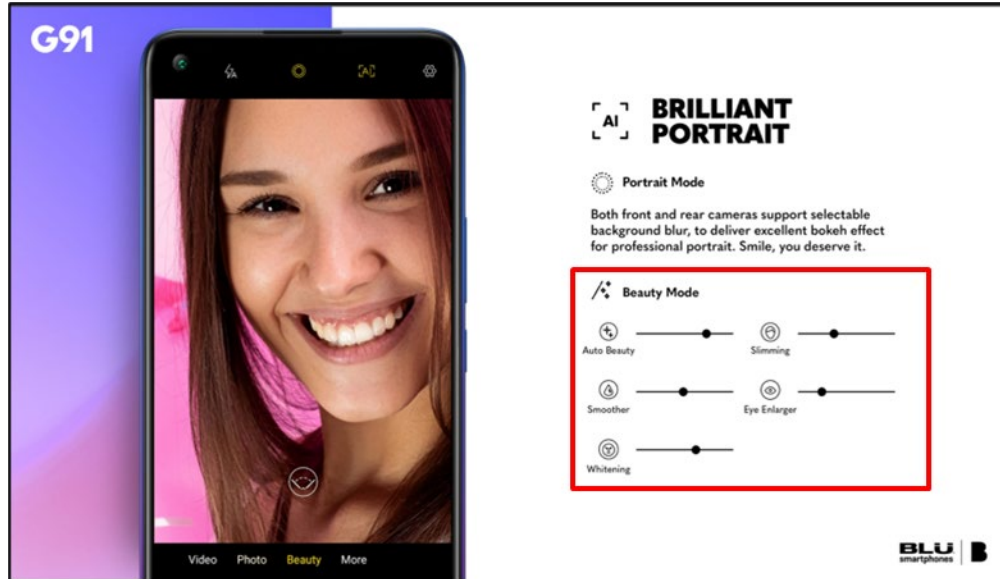 G91
AI
BRILLIANT
PORTRAIT
Portrait Mode
Both front and rear cameras support selectable
background blur, to deliver excellent bokeh effect
for professional portrait. Smile, you deserve it.
Beauty Mode
Auto Beauty
Slimming
Smoother
Eye Enlarger
Whitening
A
AI
Video Photo Beauty More
BLU
smartphones
B